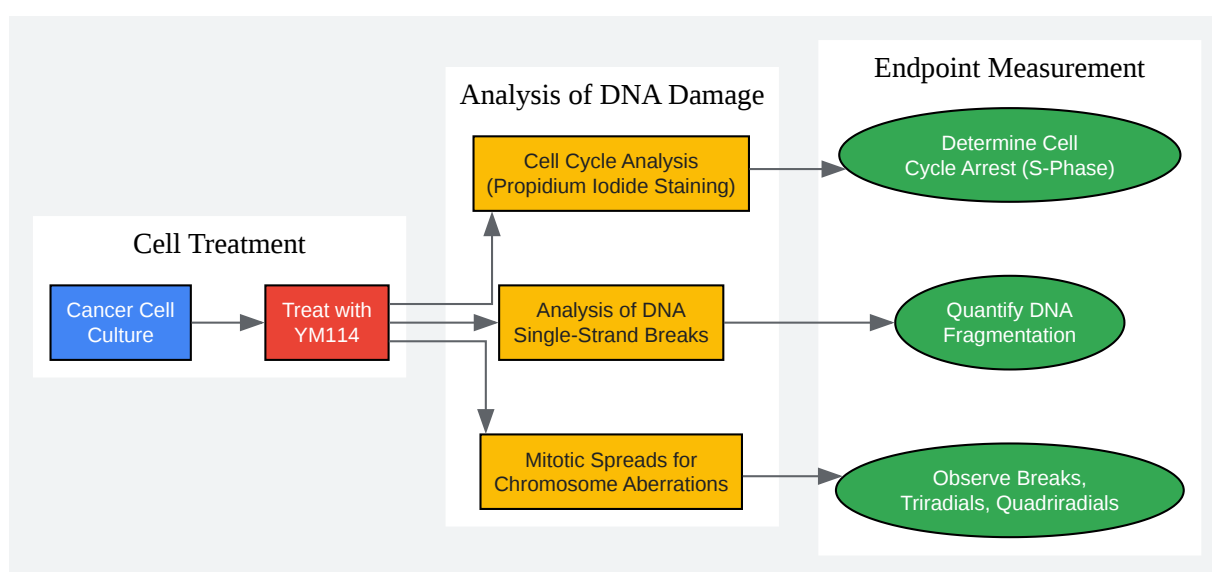 Cell Treatment
Cancer Cell
Culture
Treat with
YM114
Analysis of DNA Damage
Cell Cycle Analysis
(Propidium Iodide Staining)
Analysis of DNA
Single-Strand Breaks
Mitotic Spreads for
Chromosome Aberrations
Endpoint Measurement
Determine Cell
Cycle Arrest (S-Phase)
Quantify DNA
Fragmentation
Observe Breaks,
Triradials, Quadriradials